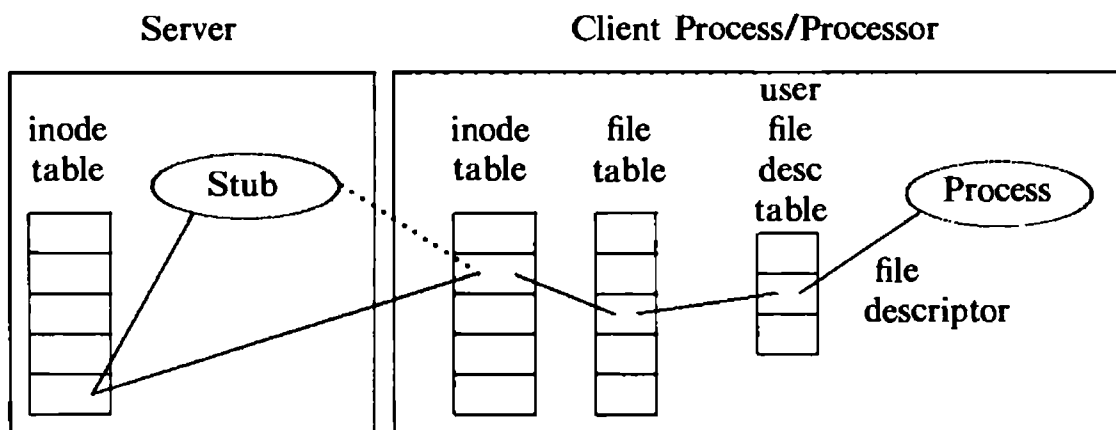 Server
Client Process/Processor
inode
table
Stub
inode
table
file
table
user
file
desc
table
Process
file
descriptor